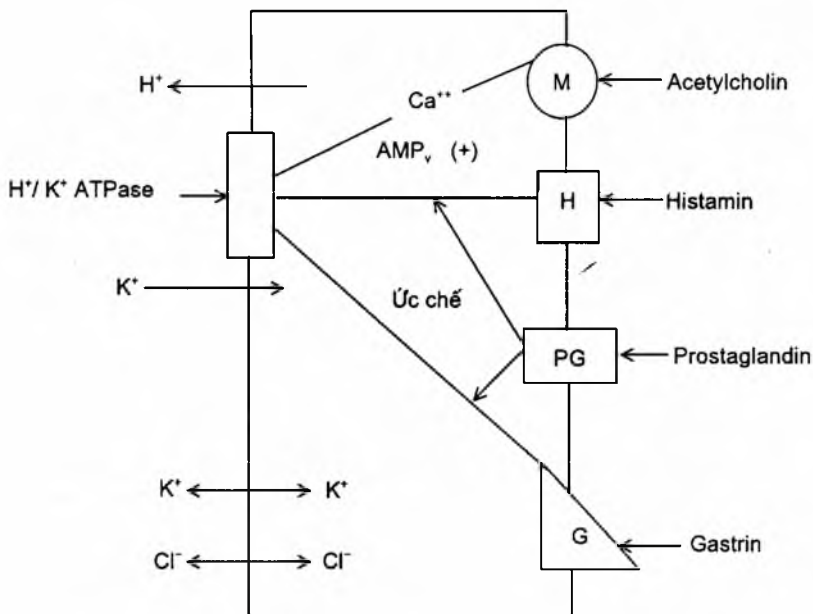 H⁺
M
Acetylcholin
Ca⁺⁺
AMPᵥ (+)
H⁺/ K⁺ ATPase
H
Histamin
K⁺
Ức chế
PG
Prostaglandin
K⁺
K⁺
G
Gastrin
Cl⁻
Cl⁻